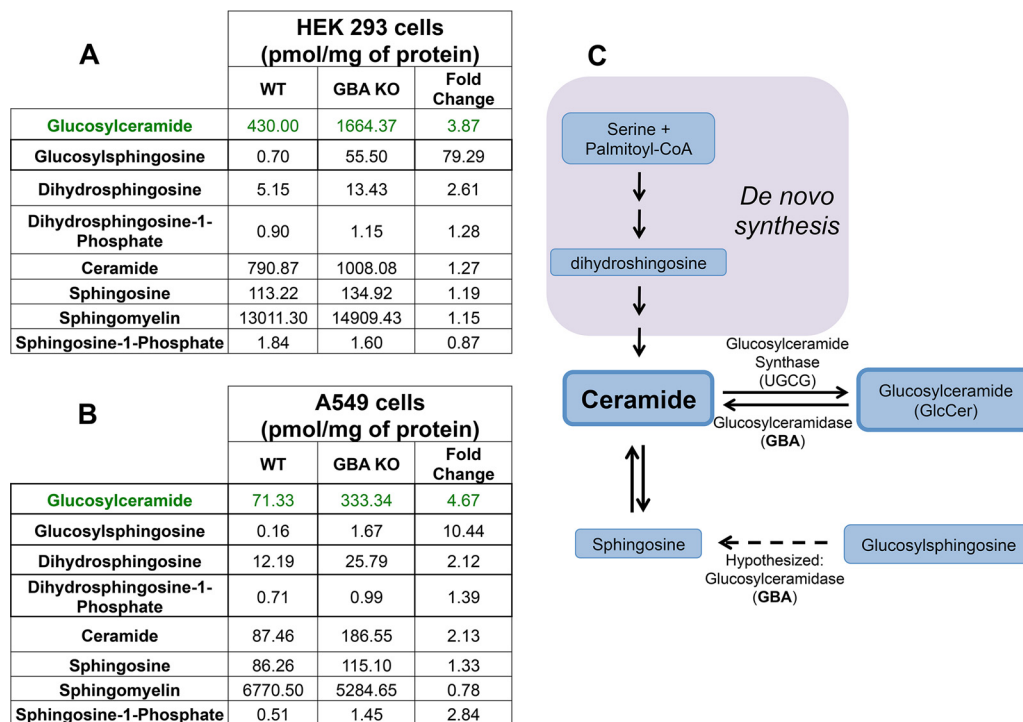 A
HEK 293 cells
(pmol/mg of protein)
WT GBA KO Fold
Change
Glucosylceramide 430.00 1664.37 3.87
Glucosylsphingosine 0.70 55.50 79.29
Dihydrosphingosine 5.15 13.43 2.61
Dihydrosphingosine-1-
Phosphate 0.90 1.15 1.28
Ceramide 790.87 1008.08 1.27
Sphingosine 113.22 134.92 1.19
Sphingomyelin 13011.30 14909.43 1.15
Sphingosine-1-Phosphate 1.84 1.60 0.87
B
A549 cells
(pmol/mg of protein)
WT GBA KO Fold
Change
Glucosylceramide 71.33 333.34 4.67
Glucosylsphingosine 0.16 1.67 10.44
Dihydrosphingosine 12.19 25.79 2.12
Dihydrosphingosine-1-
Phosphate 0.71 0.99 1.39
Ceramide 87.46 186.55 2.13
Sphingosine 86.26 115.10 1.33
Sphingomyelin 6770.50 5284.65 0.78
Sphingosine-1-Phosphate 0.51 1.45 2.84
C
Serine +
Palmitoyl-CoA
De novo
synthesis
dihydroshingosine
Glucosylceramide
Synthase
(UGCG)
Ceramide
Glucosylceramide
(GlcCer)
Glucosylceramidase
(GBA)
Sphingosine
Glucosylsphingosine
Hypothesized:
Glucosylceramidase
(GBA)